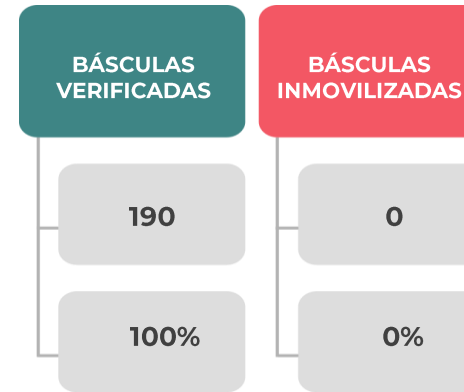 BÁSCULAS
VERIFICADAS
190
100%
BÁSCULAS
INMOVILIZADAS
0
0%